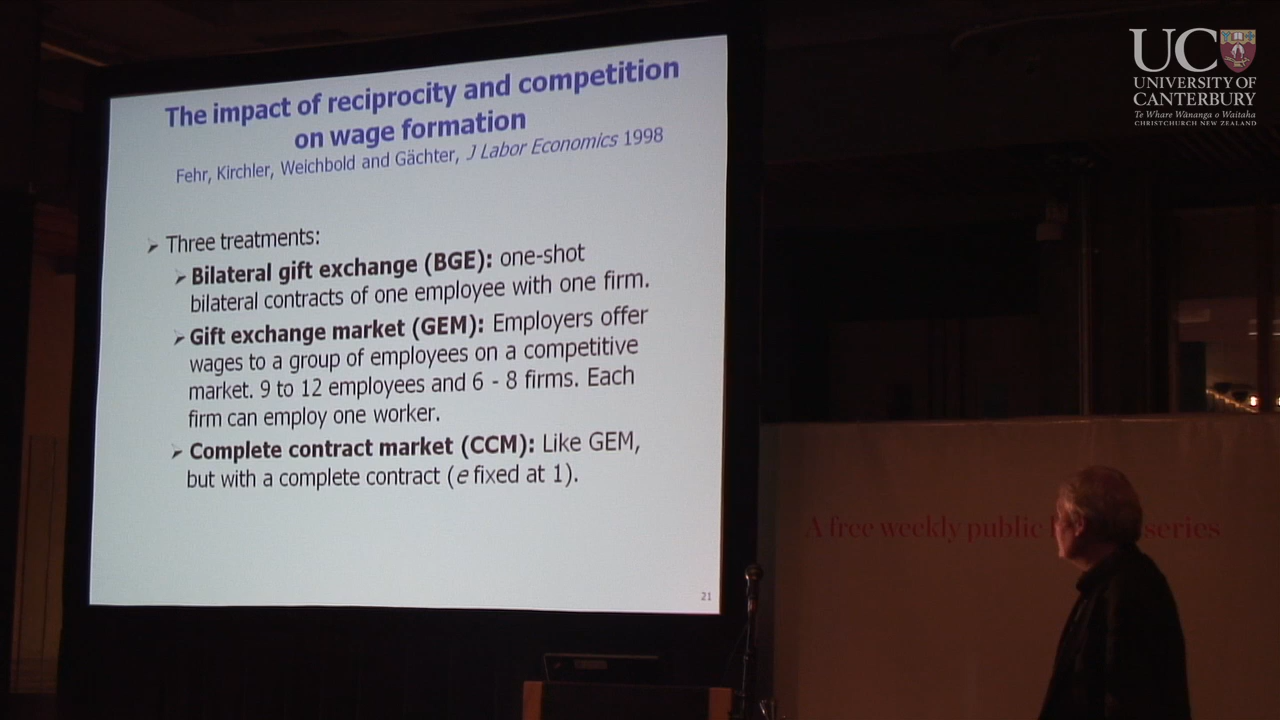 The impact of reciprocity and competition
on wage formation
Fehr, Kirchler, Weichbold and Gächter, J Labor Economics 1998
➢ Three treatments:
➢ Bilateral gift exchange (BGE): one-shot
bilateral contracts of one employee with one firm.
➢ Gift exchange market (GEM): Employers offer
wages to a group of employees on a competitive
market. 9 to 12 employees and 6 - 8 firms. Each
firm can employ one worker.
➢ Complete contract market (CCM): Like GEM,
but with a complete contract (e fixed at 1).
21
UC
UNIVERSITY OF
CANTERBURY
Te Whare Wānanga o Waitaha
CHRISTCHURCH NEW ZEALAND
A free weekly public series